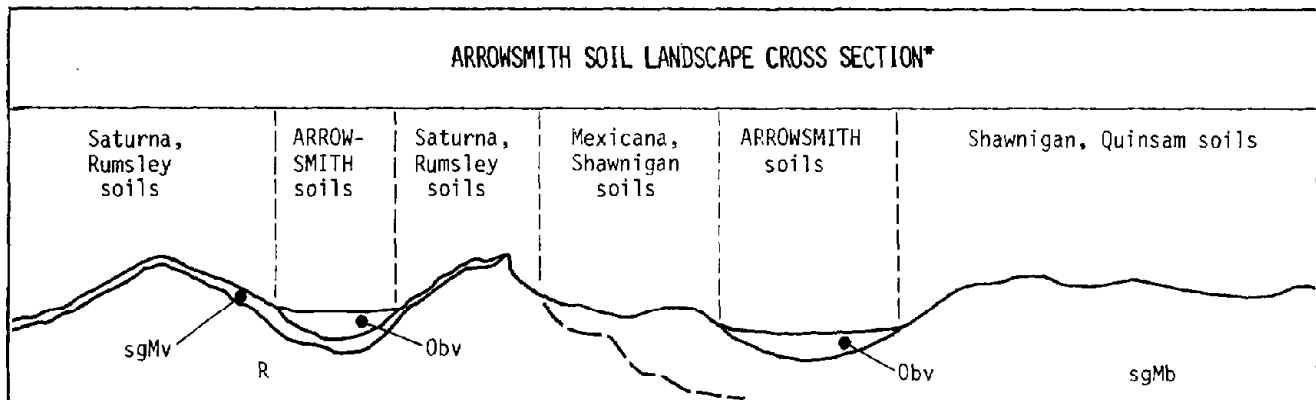 ARROWSMITH SOIL LANDSCAPE CROSS SECTION*
Saturna,
Rumsley
soils
ARROW-
SMITH
soils
Saturna,
Rumsley
soils
Mexicana,
Shawnigan
soils
ARROWSMITH
soils
Shawnigan, Quinsam soils
sgMv
R
Obv
Obv
sgMb